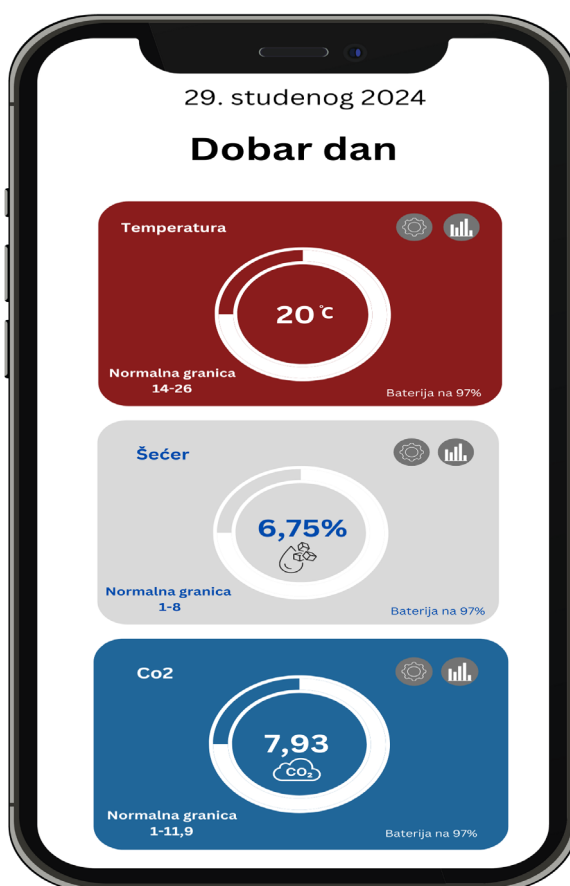 29. studenog 2024
Dobar dan
Temperatura
20 °C
Normalna granica
14-26
Baterija na 97%
Šećer
6,75%
Normalna granica
1-8
Baterija na 97%
Co2
7,93
CO₂
Normalna granica
1-11,9
Baterija na 97%